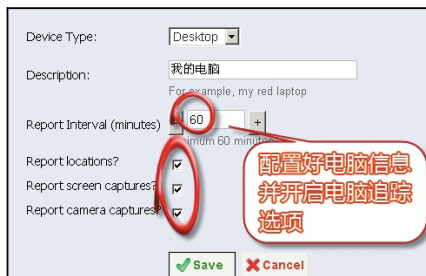 Device Type: Desktop
Description: 我的电脑
For example, my red laptop
Report Interval (minutes) 60 +
imum 60 minutes
Report locations?
Report screen captures?
Report camera captures?
配置好电脑信息
并开启电脑追踪
选项
Save Cancel